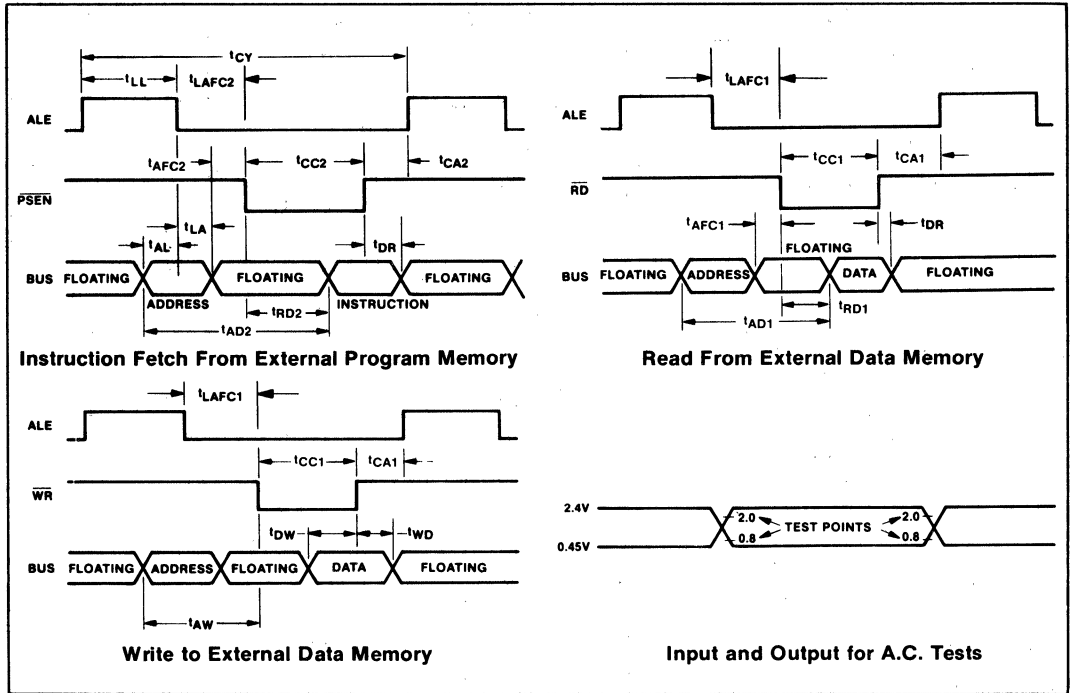 tCY
tLL
tLAFC2
ALE
tAFC2
tCC2
tCA2
PSEN
tLA
tAL
tDR
BUS
FLOATING
ADDRESS
FLOATING
INSTRUCTION
FLOATING
tRD2
tAD2
Instruction Fetch From External Program Memory
tLAFC1
ALE
tCC1
tCA1
RD
tAFC1
FLOATING
tDR
BUS
FLOATING
ADDRESS
DATA
FLOATING
tRD1
tAD1
Read From External Data Memory
tLAFC1
ALE
tCC1
tCA1
WR
tDW
tWD
BUS
FLOATING
ADDRESS
FLOATING
DATA
FLOATING
tAW
Write to External Data Memory
2.4V
0.45V
2.0
TEST POINTS
2.0
0.8
0.8
Input and Output for A.C. Tests